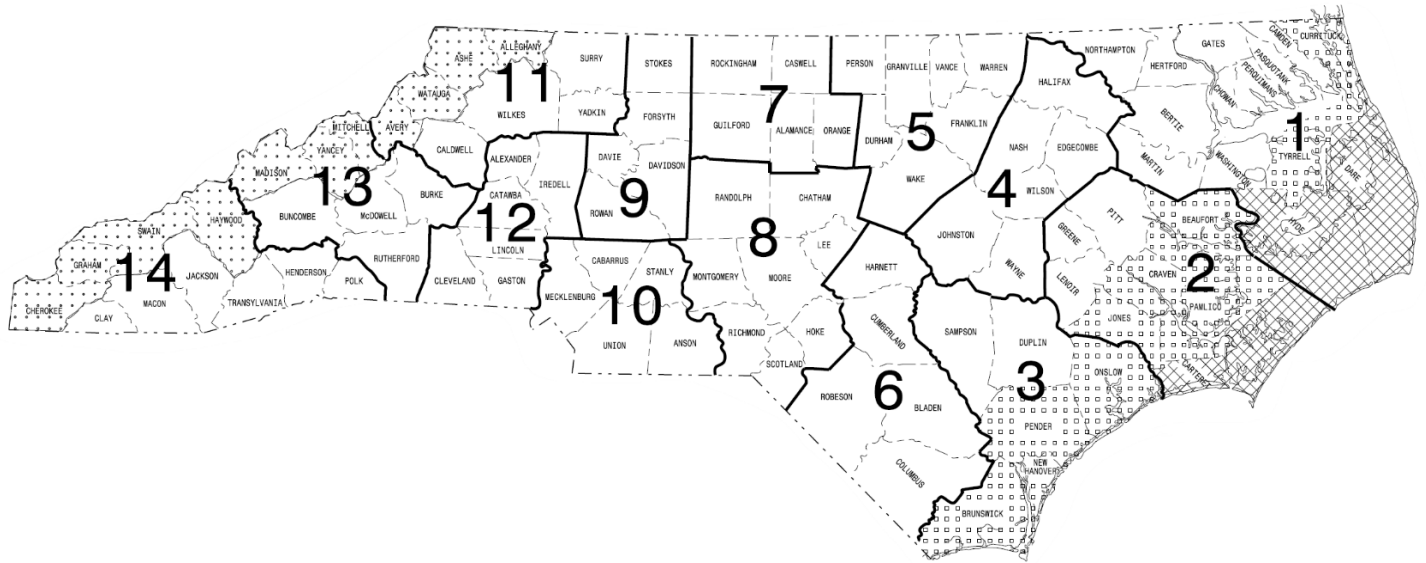 ALLEGHANY
ASHE
SURRY
STOKES
ROCKINGHAM
CASWELL
PERSON
GRANVILLE
VANCE
WARREN
NORTHAMPTON
GATES
CAMDEN
CURRITUCK
PASQUOTANK
PERQUIMANS
CHOWAN
HERTFORD
HALIFAX
11
WATAUGA
WILKES
YADKIN
FORSYTH
7
GUILFORD
ALAMANCE
ORANGE
DURHAM
5
FRANKLIN
NASH
EDGECOMBE
BERTIE
1
MITCHELL
AVERY
YANCEY
MADISON
CALDWELL
ALEXANDER
IREDELL
DAVIE
DAVIDSON
WAKE
4
WILSON
MARTIN
WASHINGTON
TYRRELL
DARE
13
BURKE
CATAWBA
9
ROWAN
RANDOLPH
CHATHAM
HYDE
BUNCOMBE
McDOWELL
HAYWOOD
SWAIN
12
LINCOLN
8
LEE
JOHNSTON
WAYNE
GREENE
PITT
BEAUFORT
GRAHAM
14
JACKSON
HENDERSON
RUTHERFORD
POLK
CLEVELAND
GASTON
CABARRUS
STANLY
MONTGOMERY
MOORE
HARNETT
LENOIR
CRAVEN
2
PAMLICO
CHEROKEE
CLAY
MACON
TRANSYLVANIA
MECKLENBURG
10
UNION
ANSON
RICHMOND
HOKE
SCOTLAND
CUMBERLAND
SAMPSON
DUPLIN
JONES
ONSLOW
3
ROBESON
6
BLADEN
PENDER
COLUMBUS
NEW
HANOVER
BRUNSWICK